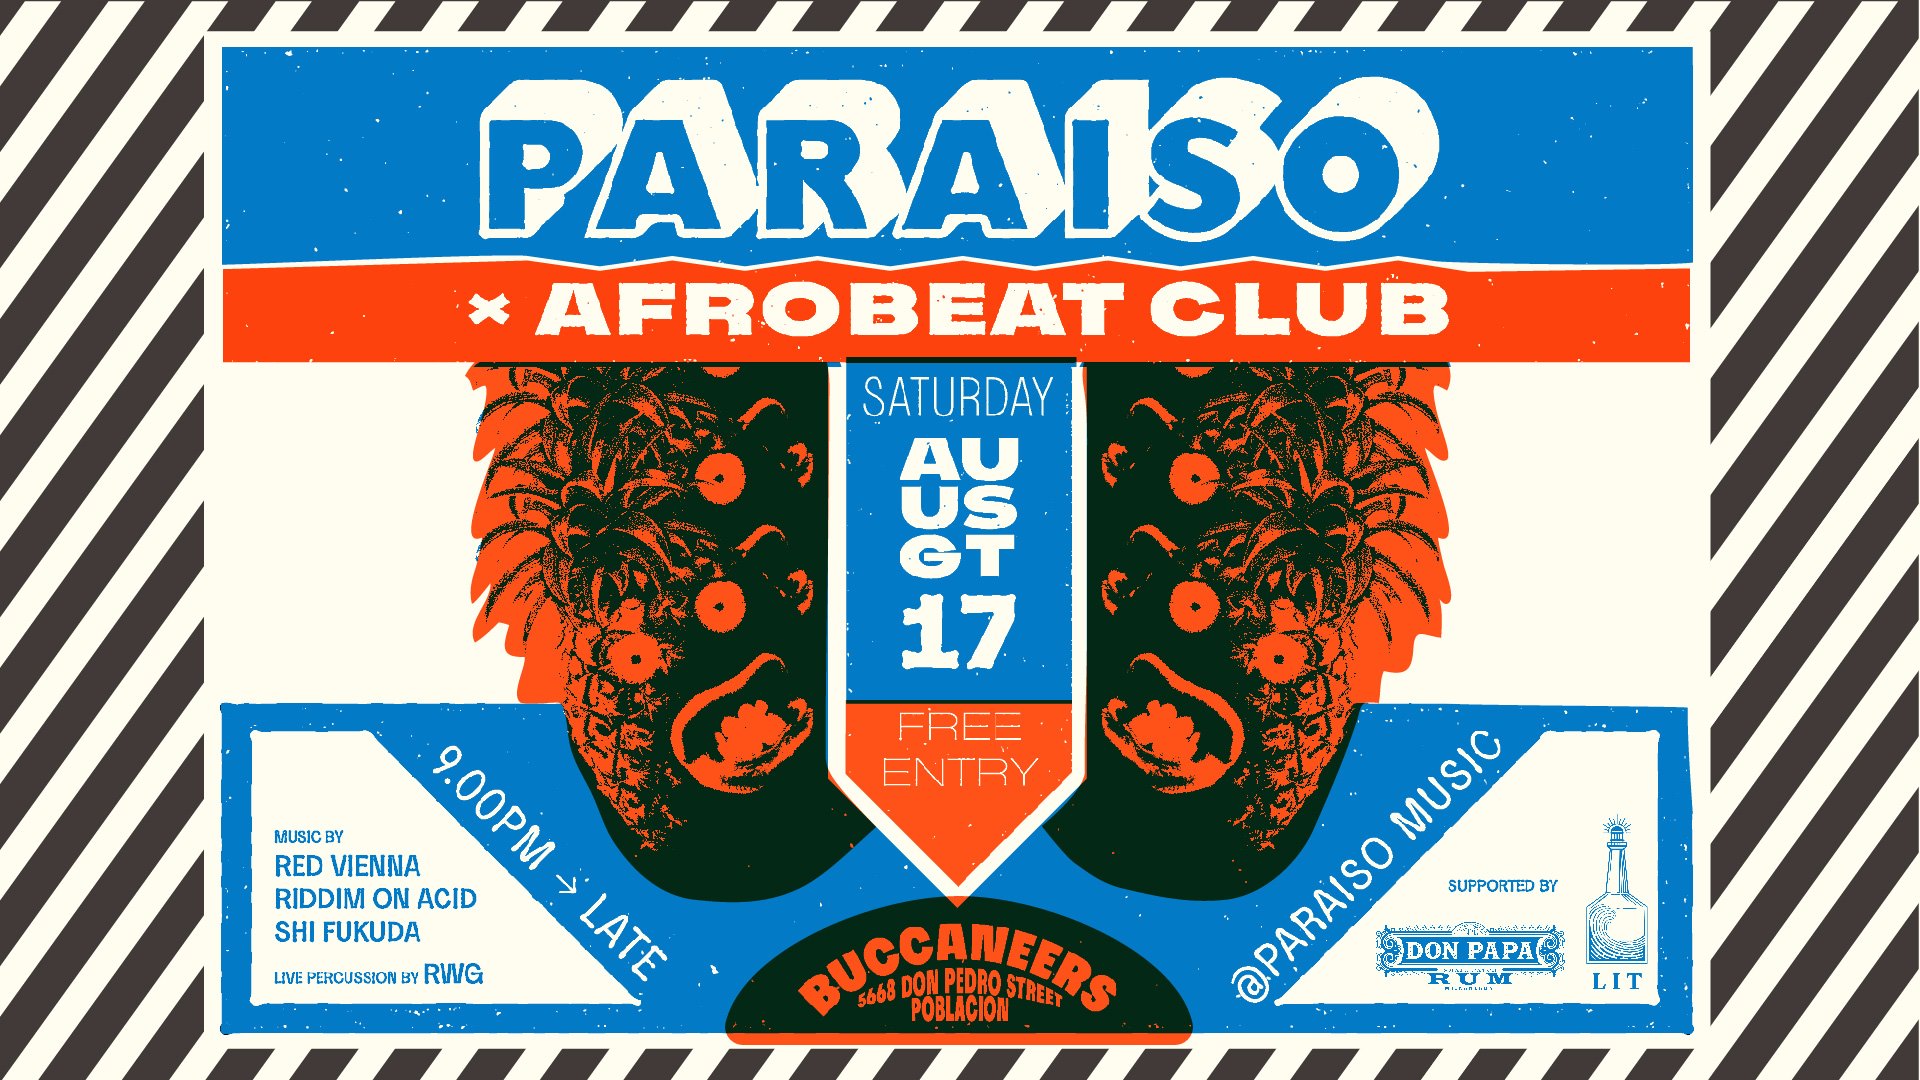 PARAISO
× AFROBEAT CLUB
SATURDAY
AU
US
GT
17
FREE
ENTRY
9.00PM → LATE
MUSIC BY
RED VIENNA
RIDDIM ON ACID
SHI FUKUDA
LIVE PERCUSSION BY RWG
BUCCANEERS
5668 DON PEDRO STREET
POBLACION
@PARAISO MUSIC
SUPPORTED BY
DON PAPA
RUM
LIT